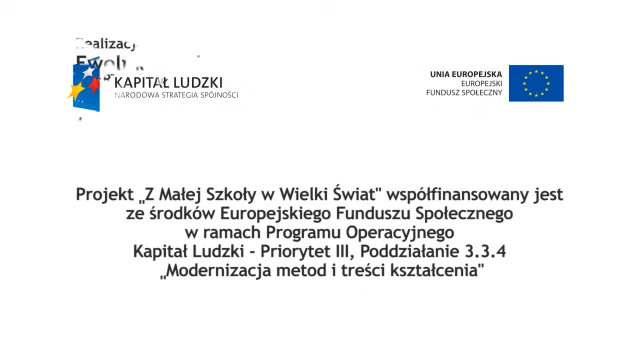 KAPITAŁ LUDZKI
NARODOWA STRATEGIA SPÓJNOŚCI
UNIA EUROPEJSKA
EUROPEJSKI
FUNDUSZ SPOŁECZNY
Projekt „Z Małej Szkoły w Wielki Świat" współfinansowany jest
ze środków Europejskiego Funduszu Społecznego
w ramach Programu Operacyjnego
Kapitał Ludzki - Priorytet III, Poddziałanie 3.3.4
„Modernizacja metod i treści kształcenia"